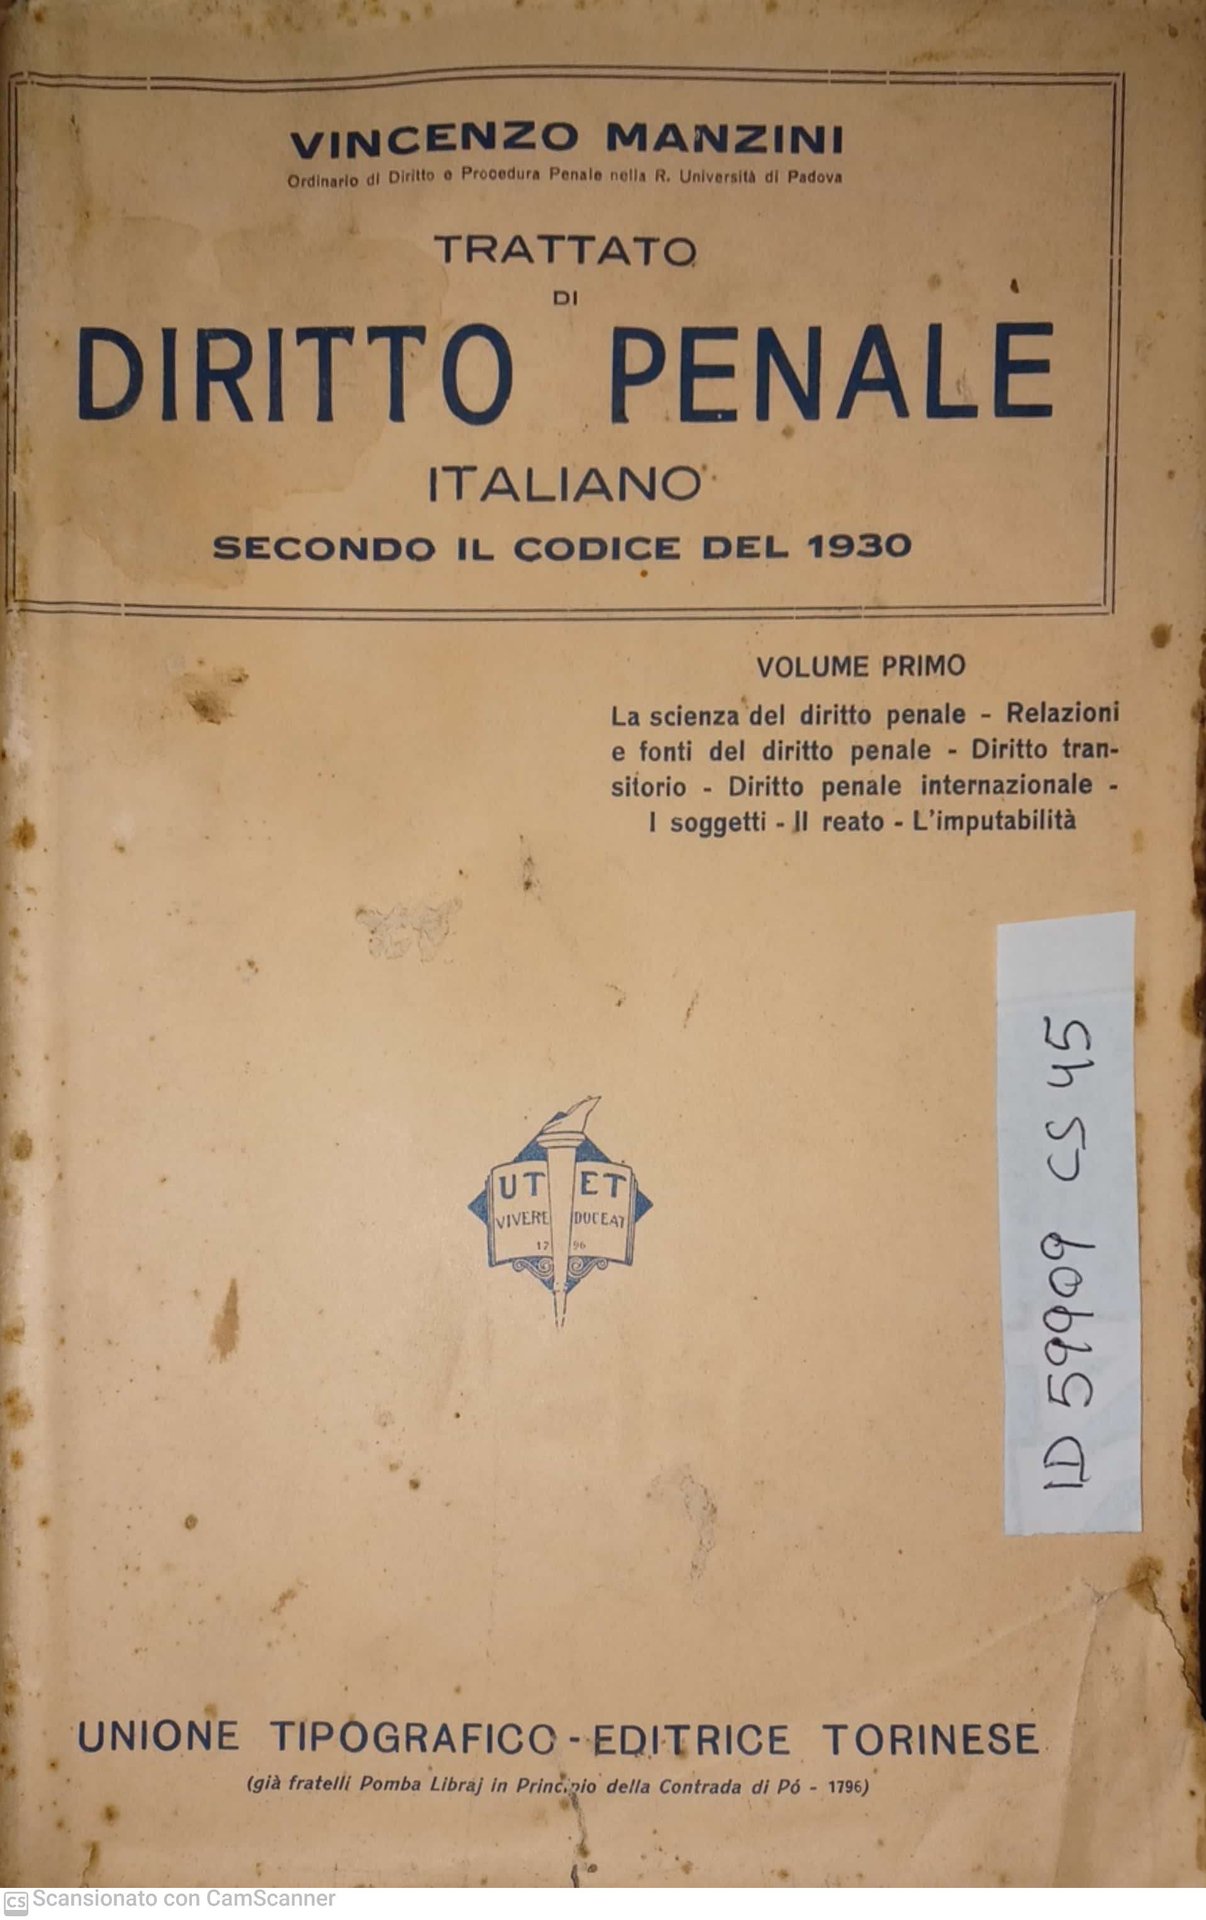 VINCENZO MANZINI
Ordinario di Diritto e Procedura Penale nella R. Università di Padova
TRATTATO
DI
DIRITTO PENALE
ITALIANO
SECONDO IL CODICE DEL 1930
VOLUME PRIMO
La scienza del diritto penale - Relazioni
e fonti del diritto penale - Diritto tran-
sitorio - Diritto penale internazionale -
I soggetti - Il reato - L'imputabilità
UT ET
VIVERE DOCEAT
17 96
ID 59909 CS 45
UNIONE TIPOGRAFICO-EDITRICE TORINESE
(già fratelli Pomba Libraj in Principio della Contrada di Pó - 1796)
CS Scansionato con CamScanner